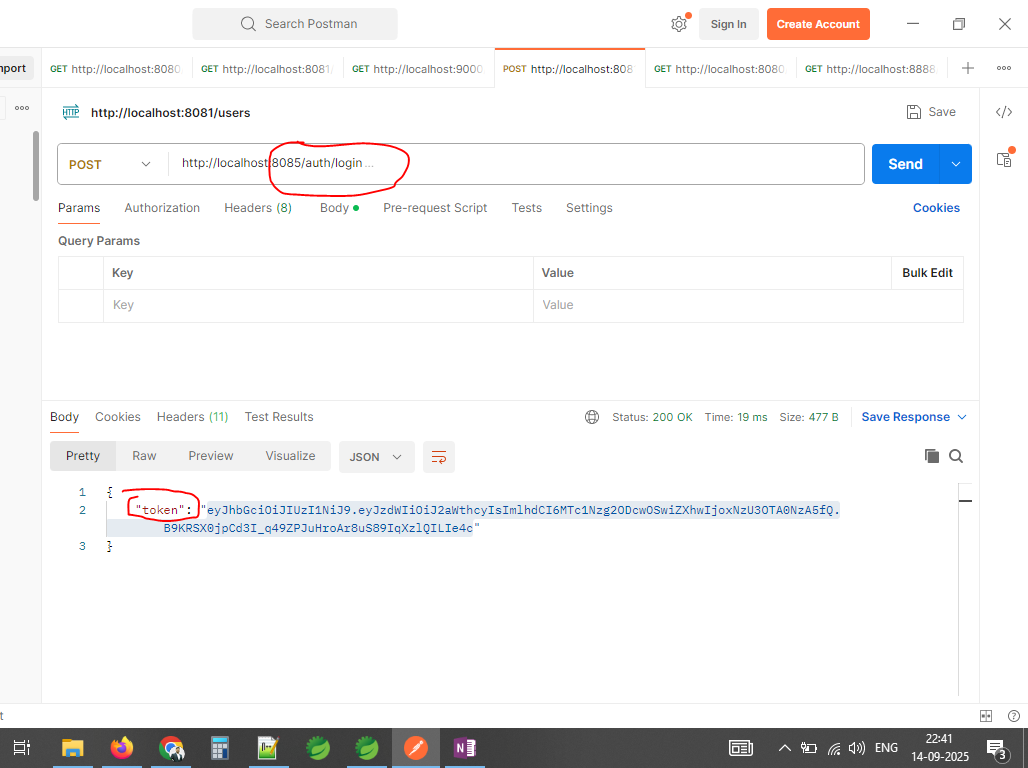 Search Postman
Sign In
Create Account
mport
GET http://localhost:8080
GET http://localhost:8081/
GET http://localhost:9000
POST http://localhost:808
GET http://localhost:8080
GET http://localhost:8888
HTTP
http://localhost:8081/users
Save
POST
http://localhost:8085/auth/login ...
Send
Params
Authorization
Headers (8)
Body
Pre-request Script
Tests
Settings
Cookies
Query Params
Key
Value
Bulk Edit
Key
Value
Body
Cookies
Headers (11)
Test Results
Status: 200 OK
Time: 19 ms
Size: 477 B
Save Response
Pretty
Raw
Preview
Visualize
JSON
1 {
2 "token": "eyJhbGciOiJIUzI1NiJ9.eyJzdWIiOiJ2aWthcyIsImlhdCI6MTc1Nzg2ODcwOSwiZXhwIjoxNzU3OTA0NzA5fQ.
B9KRSX0jpCd3I_q49ZPJuHroAr8uS89IqXzlQILIe4c"
3 }
t
N
ENG
22:41
14-09-2025
3